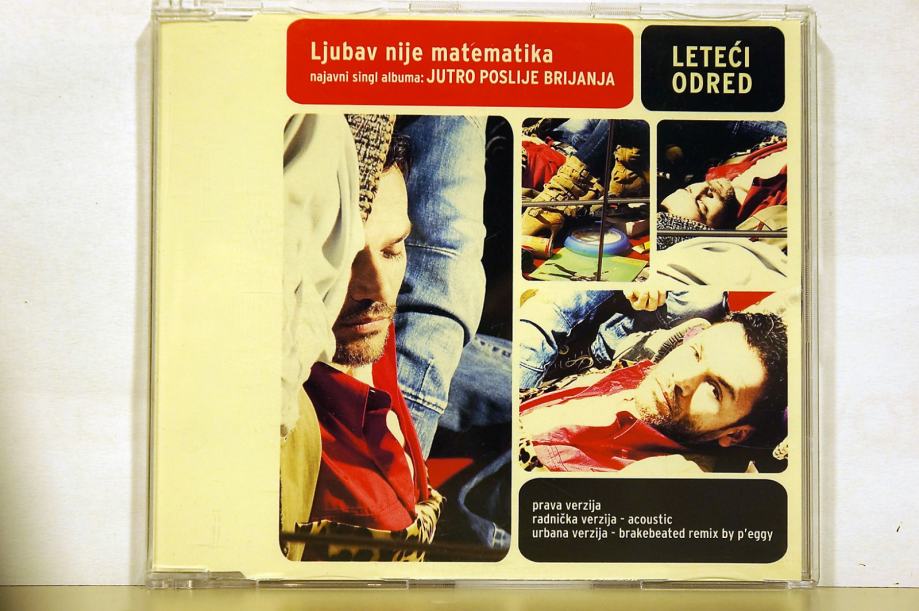 Ljubav nije matematika
najavni singl albuma: JUTRO POSLIJE BRIJANJA
LETEĆI
ODRED
prava verzija
radnička verzija - acoustic
urbana verzija - brakebeated remix by p'eggy